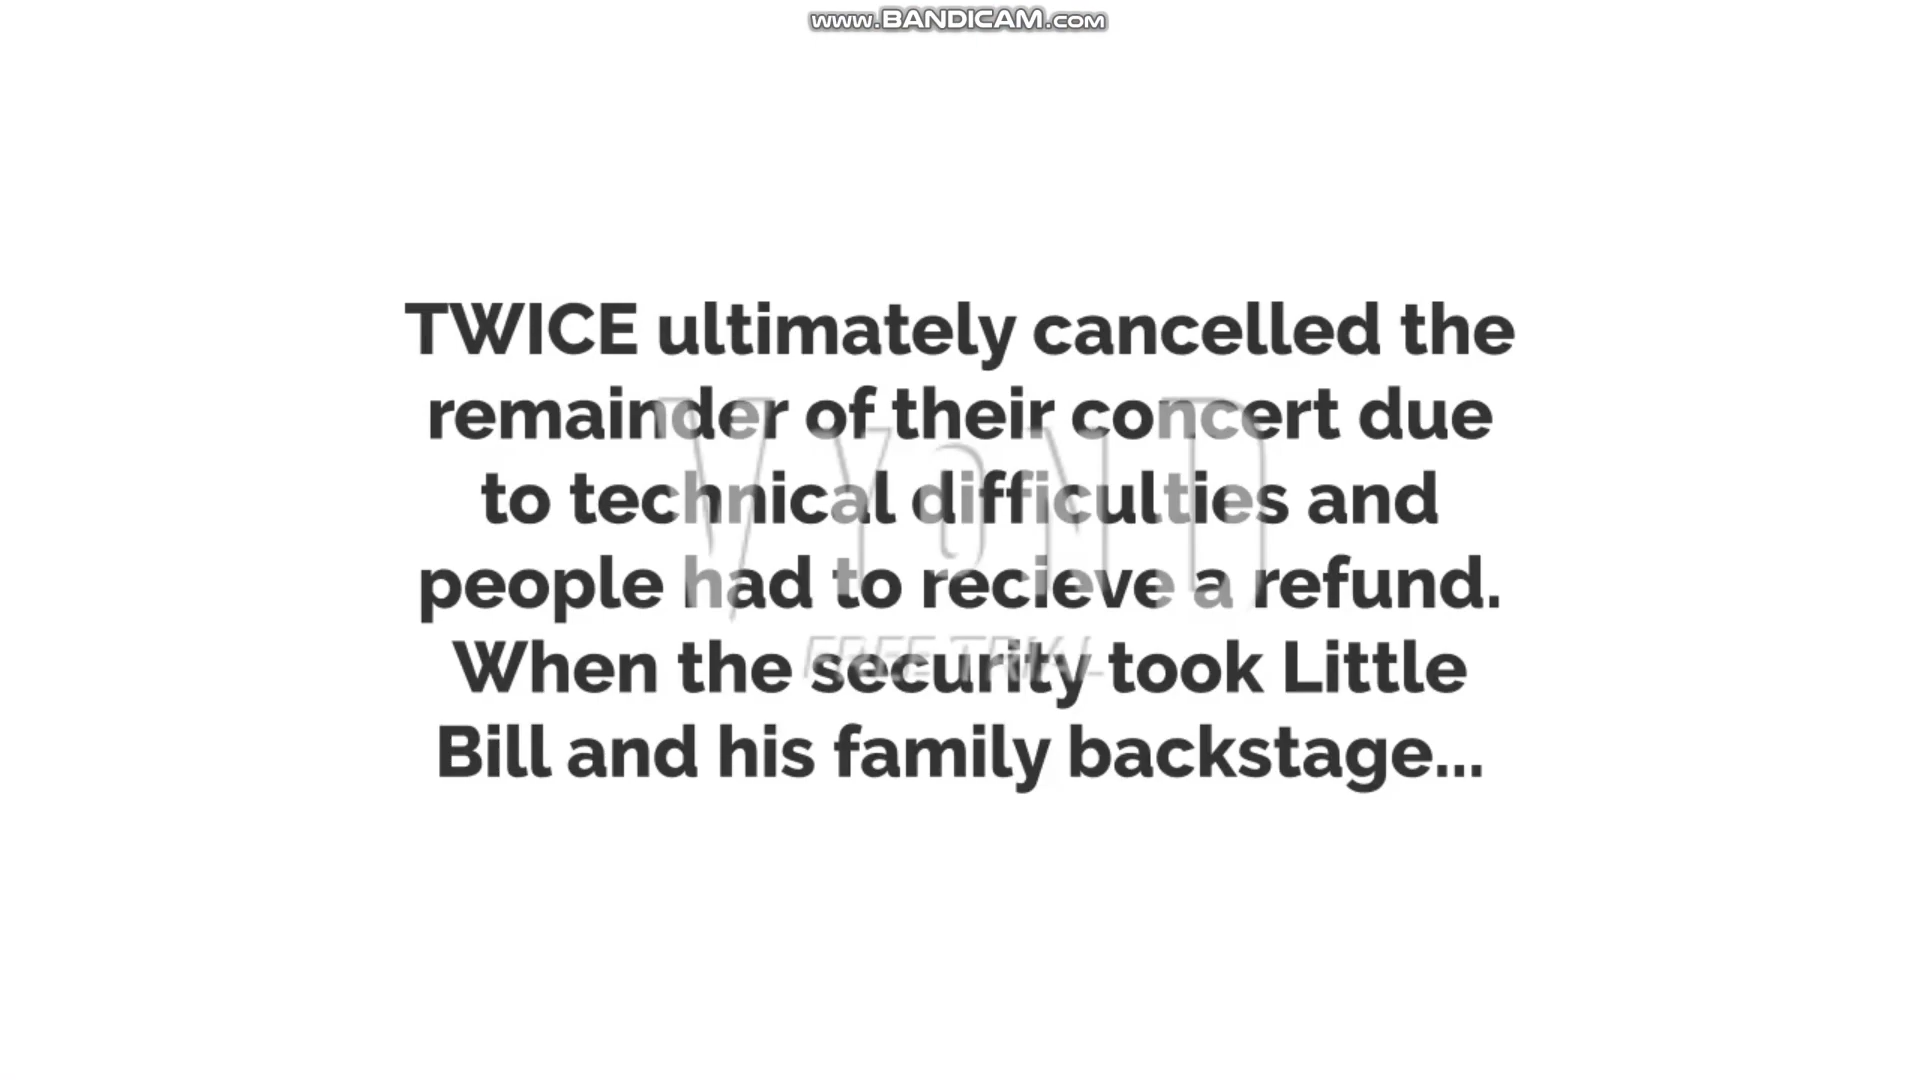 www.BANDICAM.com
TWICE ultimately cancelled the
remainder of their concert due
to technical difficulties and
people had to recieve a refund.
When the security took Little
Bill and his family backstage...
VYOND
FREE TRIAL